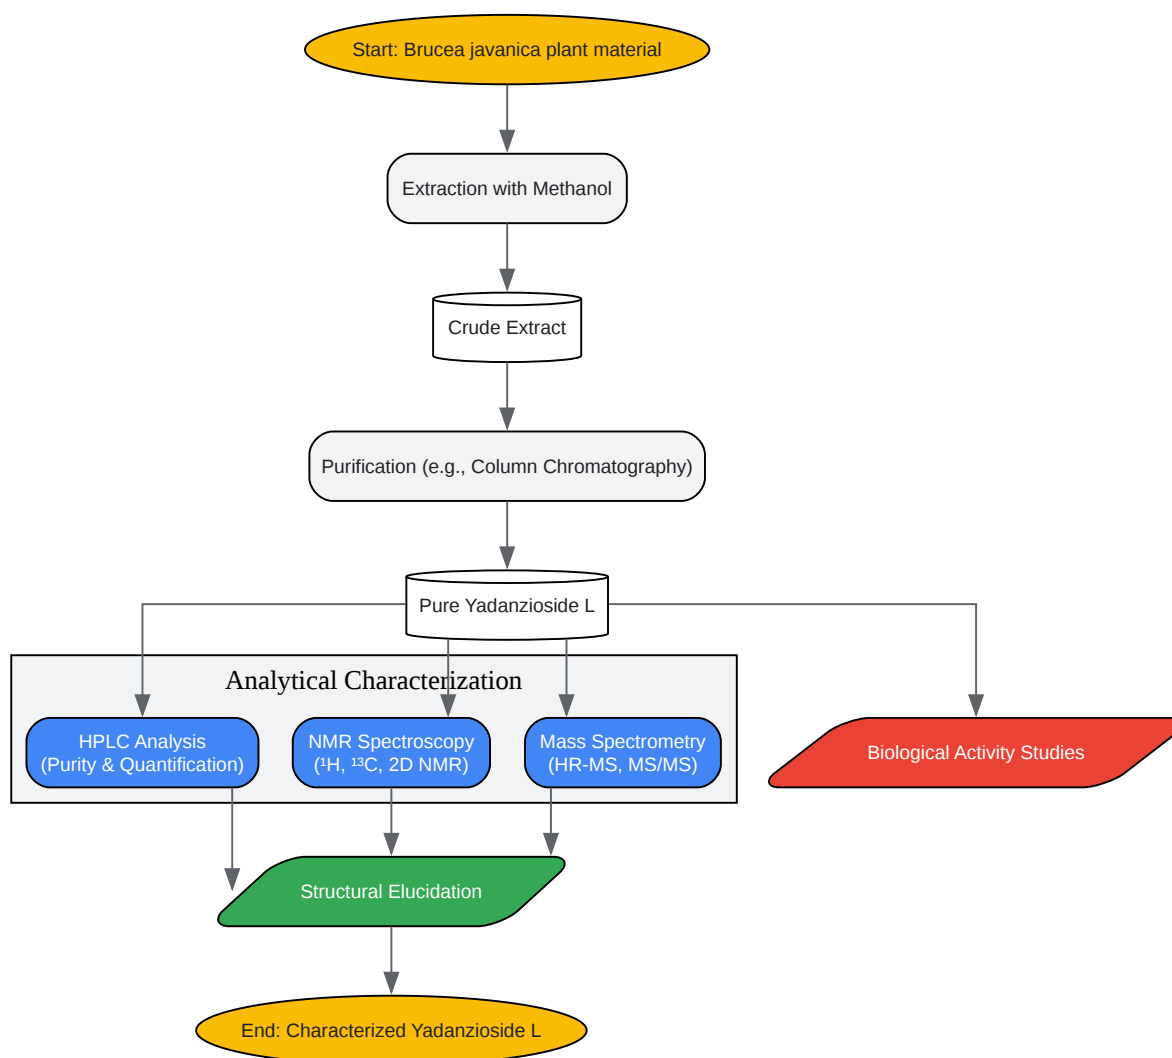 Start: Brucea javanica plant material
Extraction with Methanol
Crude Extract
Purification (e.g., Column Chromatography)
Pure Yadanzioside L
Analytical Characterization
HPLC Analysis
(Purity & Quantification)
NMR Spectroscopy
(¹H, ¹³C, 2D NMR)
Mass Spectrometry
(HR-MS, MS/MS)
Biological Activity Studies
Structural Elucidation
End: Characterized Yadanzioside L